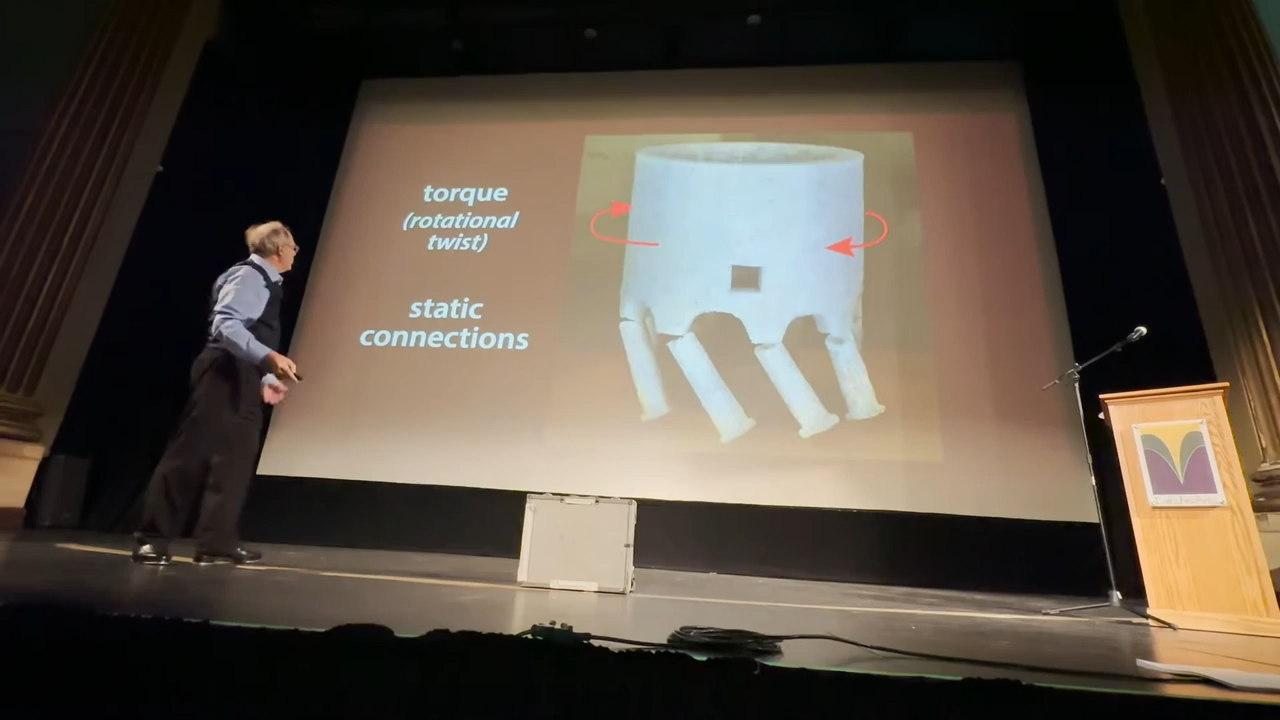 torque
(rotational
twist)
static
connections